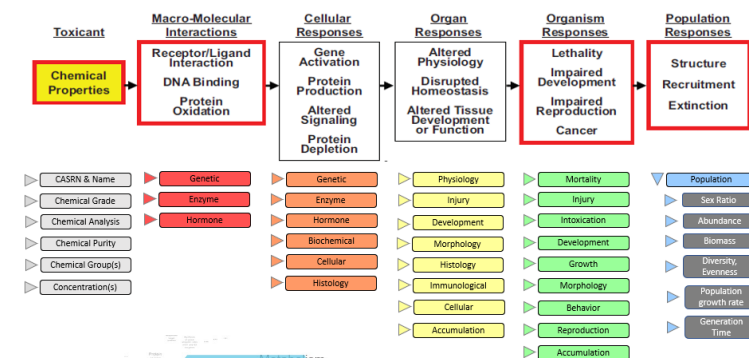 Toxicant
Macro-Molecular
Interactions
Cellular
Responses
Organ
Responses
Organism
Responses
Population
Responses
Chemical
Properties
Receptor/Ligand
Interaction
DNA Binding
Protein
Oxidation
Gene
Activation
Protein
Production
Altered
Signaling
Protein
Depletion
Altered
Physiology
Disrupted
Homeostasis
Altered Tissue
Development
or Function
Lethality
Impaired
Development
Impaired
Reproduction
Cancer
Structure
Recruitment
Extinction
CASRN & Name
Chemical Grade
Chemical Analysis
Chemical Purity
Chemical Group(s)
Concentration(s)
Genetic
Enzyme
Hormone
Genetic
Enzyme
Hormone
Biochemical
Cellular
Histology
Physiology
Injury
Development
Morphology
Histology
Immunological
Cellular
Accumulation
Mortality
Injury
Intoxication
Development
Growth
Morphology
Behavior
Reproduction
Accumulation
Population
Sex Ratio
Abundance
Biomass
Diversity,
Evenness
Population
growth rate
Generation
Time